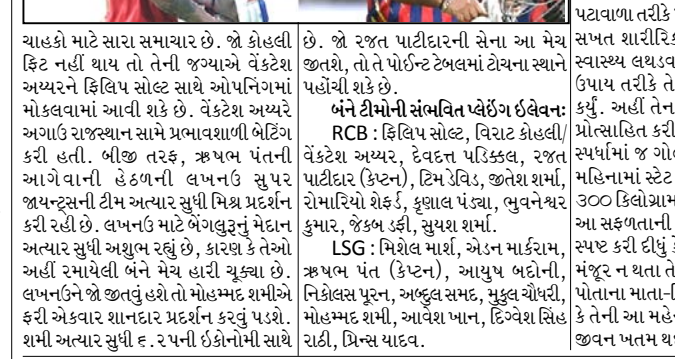 ચાહકો માટે સારા સમાચાર છે. જો કોહલી
ફિટ નહીં થાય તો તેની જગ્યાએ વેંકટેશ
અય્યરને ફિલિપ સોલ્ટ સાથે ઓપનિંગમાં
મોકલવામાં આવી શકે છે. વેંકટેશ અય્યરે
અગાઉ રાજસ્થાન સામે પ્રભાવશાળી બેટિંગ
કરી હતી. બીજી તરફ, ઋષભ પંતની
આગેવાની હેઠળની લખનઉ સુપર
જાયન્ટ્સની ટીમ અત્યાર સુધી મિશ્ર પ્રદર્શન
કરી રહી છે. લખનઉ માટે બેંગલુરુનું મેદાન
અત્યાર સુધી અશુભ રહ્યું છે, કારણ કે તેઓ
અહીં રમાયેલી બંને મેચ હારી ચૂક્યા છે.
લખનઉને જો જીતવું હશે તો મોહમ્મદ શમીએ
ફરી એકવાર શાનદાર પ્રદર્શન કરવું પડશે.
શમી અત્યાર સુધી ૬.૨૫ની ઇકોનોમી સાથે
છે. જો રજત પાટીદારની સેના આ મેચ
જીતશે, તો તે પોઈન્ટ ટેબલમાં ટોચના સ્થાને
પહોંચી શકે છે.
બંને ટીમોની સંભવિત પ્લેઇંગ ઇલેવનઃ
RCB : ફિલિપ સોલ્ટ, વિરાટ કોહલી/
વેંકટેશ અય્યર, દેવદત્ત પડિક્કલ, રજત
પાટીદાર (કેપ્ટન), ટિમ ડેવિડ, જીતેશ શર્મા,
રોમારિયો શેફર્ડ, કૃણાલ પંડ્યા, ભુવનેશ્વર
કુમાર, જેકબ ડફી, સુયશ શર્મા.
LSG : મિશેલ માર્શ, એડન માર્કરામ,
ઋષભ પંત (કેપ્ટન), આયુષ બદોની,
નિકોલસ પૂરન, અબ્દુલ સમદ, મુકુલ ચૌધરી,
મોહમ્મદ શમી, આવેશ ખાન, દિગ્વેશ સિંહ
રાઠી, પ્રિન્સ યાદવ.
પટાવાળા તરીકે
સખત શારીરિક
સ્વાસ્થ્ય લથડવ
ઉપાય તરીકે તે
કર્યું. અહીં તેન
પ્રોત્સાહિત કરી
સ્પર્ધામાં જ ગોલ
મહિનામાં સ્ટેટ
૩૦૦ કિલોગ્રામ
આ સફળતાની
સ્પષ્ટ કરી દીધું કે
મંજૂર ન થતા તે
પોતાના માતા-પિ
કે તેની આ મહે
જીવન ખતમ થ